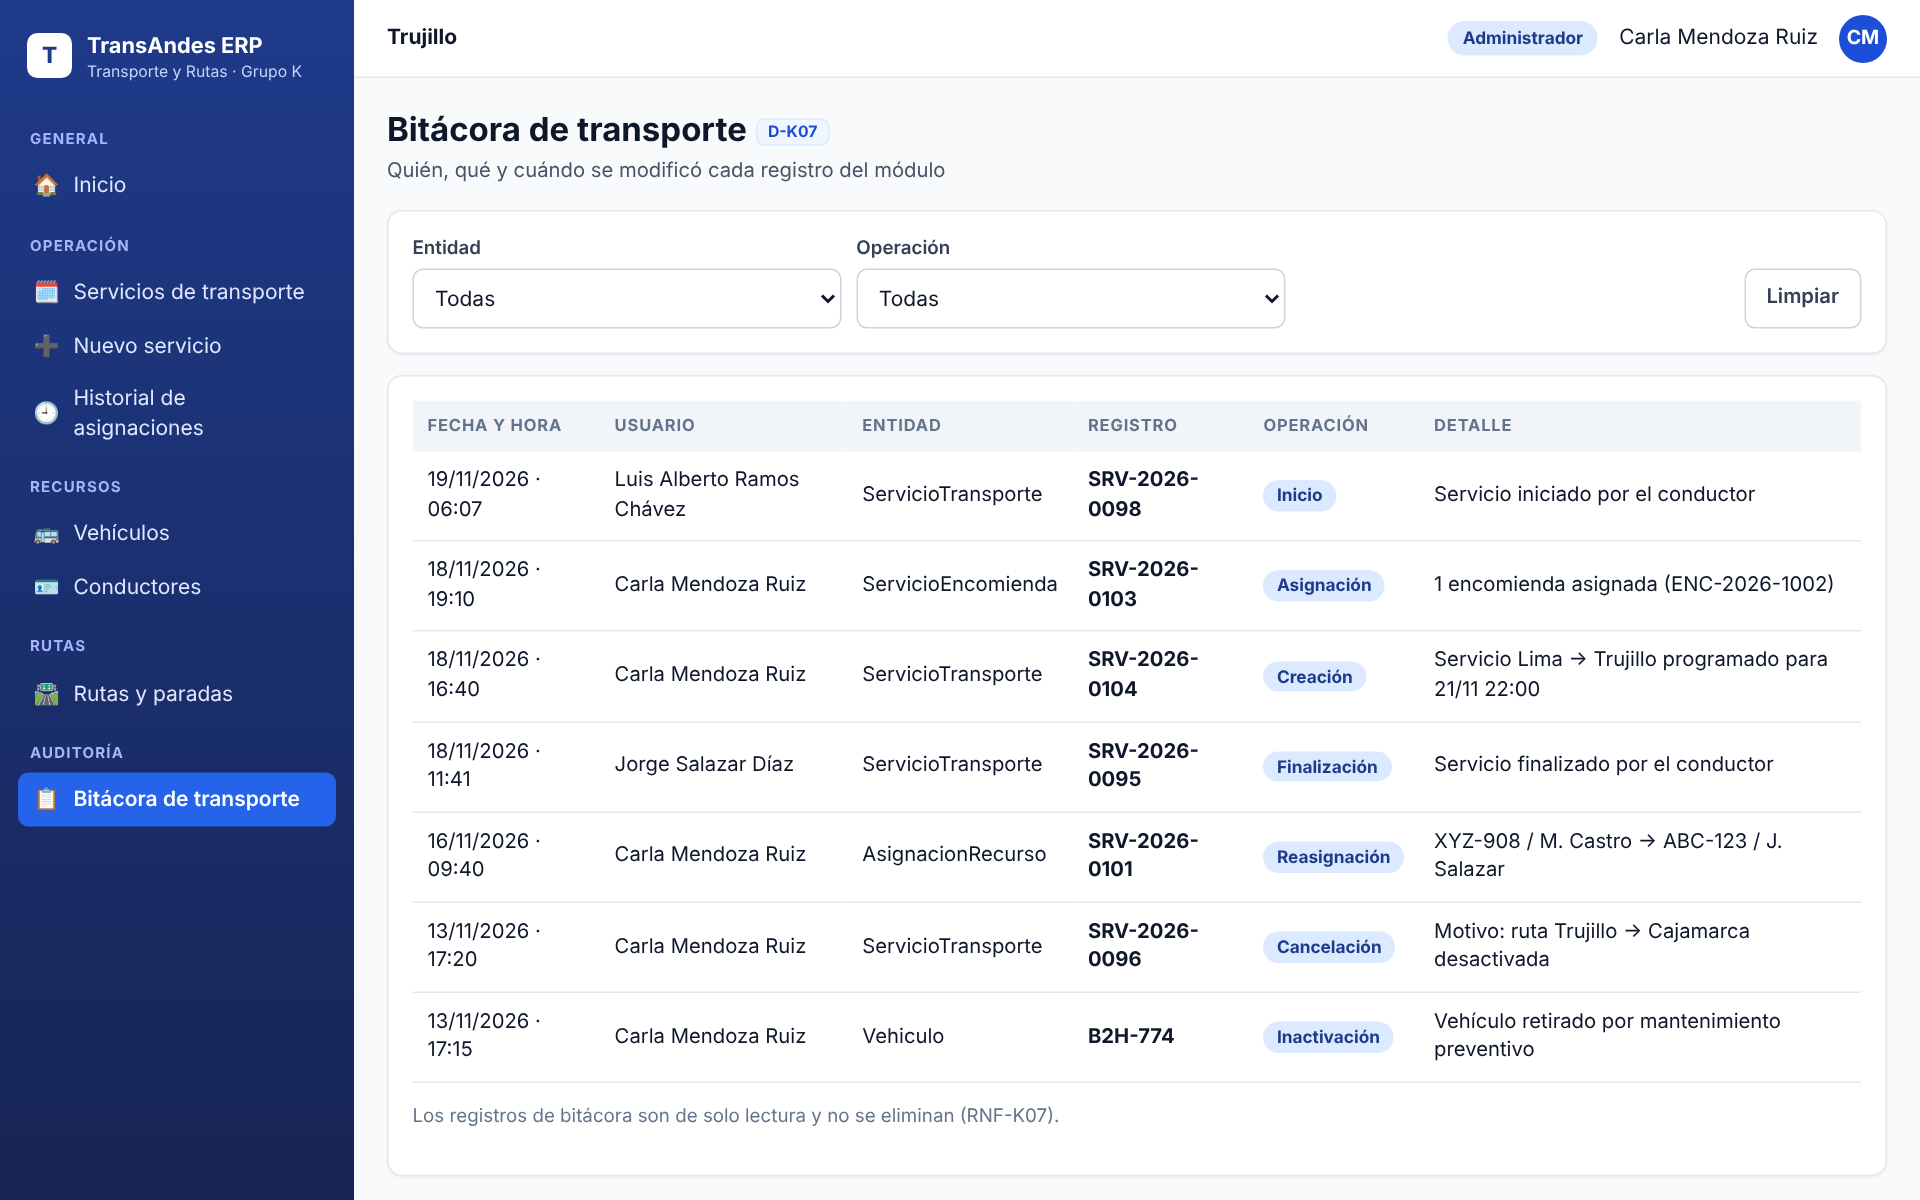 T
TransAndes ERP
Transporte y Rutas · Grupo K
GENERAL
Inicio
OPERACIÓN
Servicios de transporte
Nuevo servicio
Historial de
asignaciones
RECURSOS
Vehículos
Conductores
RUTAS
Rutas y paradas
AUDITORÍA
Bitácora de transporte
Trujillo
Administrador
Carla Mendoza Ruiz
CM
Bitácora de transporte
D-K07
Quién, qué y cuándo se modificó cada registro del módulo
Entidad
Operación
Todas
Todas
Limpiar
FECHA Y HORA USUARIO ENTIDAD REGISTRO OPERACIÓN DETALLE
19/11/2026 ·
06:07
Luis Alberto Ramos
Chávez
ServicioTransporte
SRV-2026-
0098
Inicio
Servicio iniciado por el conductor
18/11/2026 ·
19:10
Carla Mendoza Ruiz
ServicioEncomienda
SRV-2026-
0103
Asignación
1 encomienda asignada (ENC-2026-1002)
18/11/2026 ·
16:40
Carla Mendoza Ruiz
ServicioTransporte
SRV-2026-
0104
Creación
Servicio Lima → Trujillo programado para
21/11 22:00
18/11/2026 ·
11:41
Jorge Salazar Díaz
ServicioTransporte
SRV-2026-
0095
Finalización
Servicio finalizado por el conductor
16/11/2026 ·
09:40
Carla Mendoza Ruiz
AsignacionRecurso
SRV-2026-
0101
Reasignación
XYZ-908 / M. Castro → ABC-123 / J.
Salazar
13/11/2026 ·
17:20
Carla Mendoza Ruiz
ServicioTransporte
SRV-2026-
0096
Cancelación
Motivo: ruta Trujillo → Cajamarca
desactivada
13/11/2026 ·
17:15
Carla Mendoza Ruiz
Vehiculo
B2H-774
Inactivación
Vehículo retirado por mantenimiento
preventivo
Los registros de bitácora son de solo lectura y no se eliminan (RNF-K07).